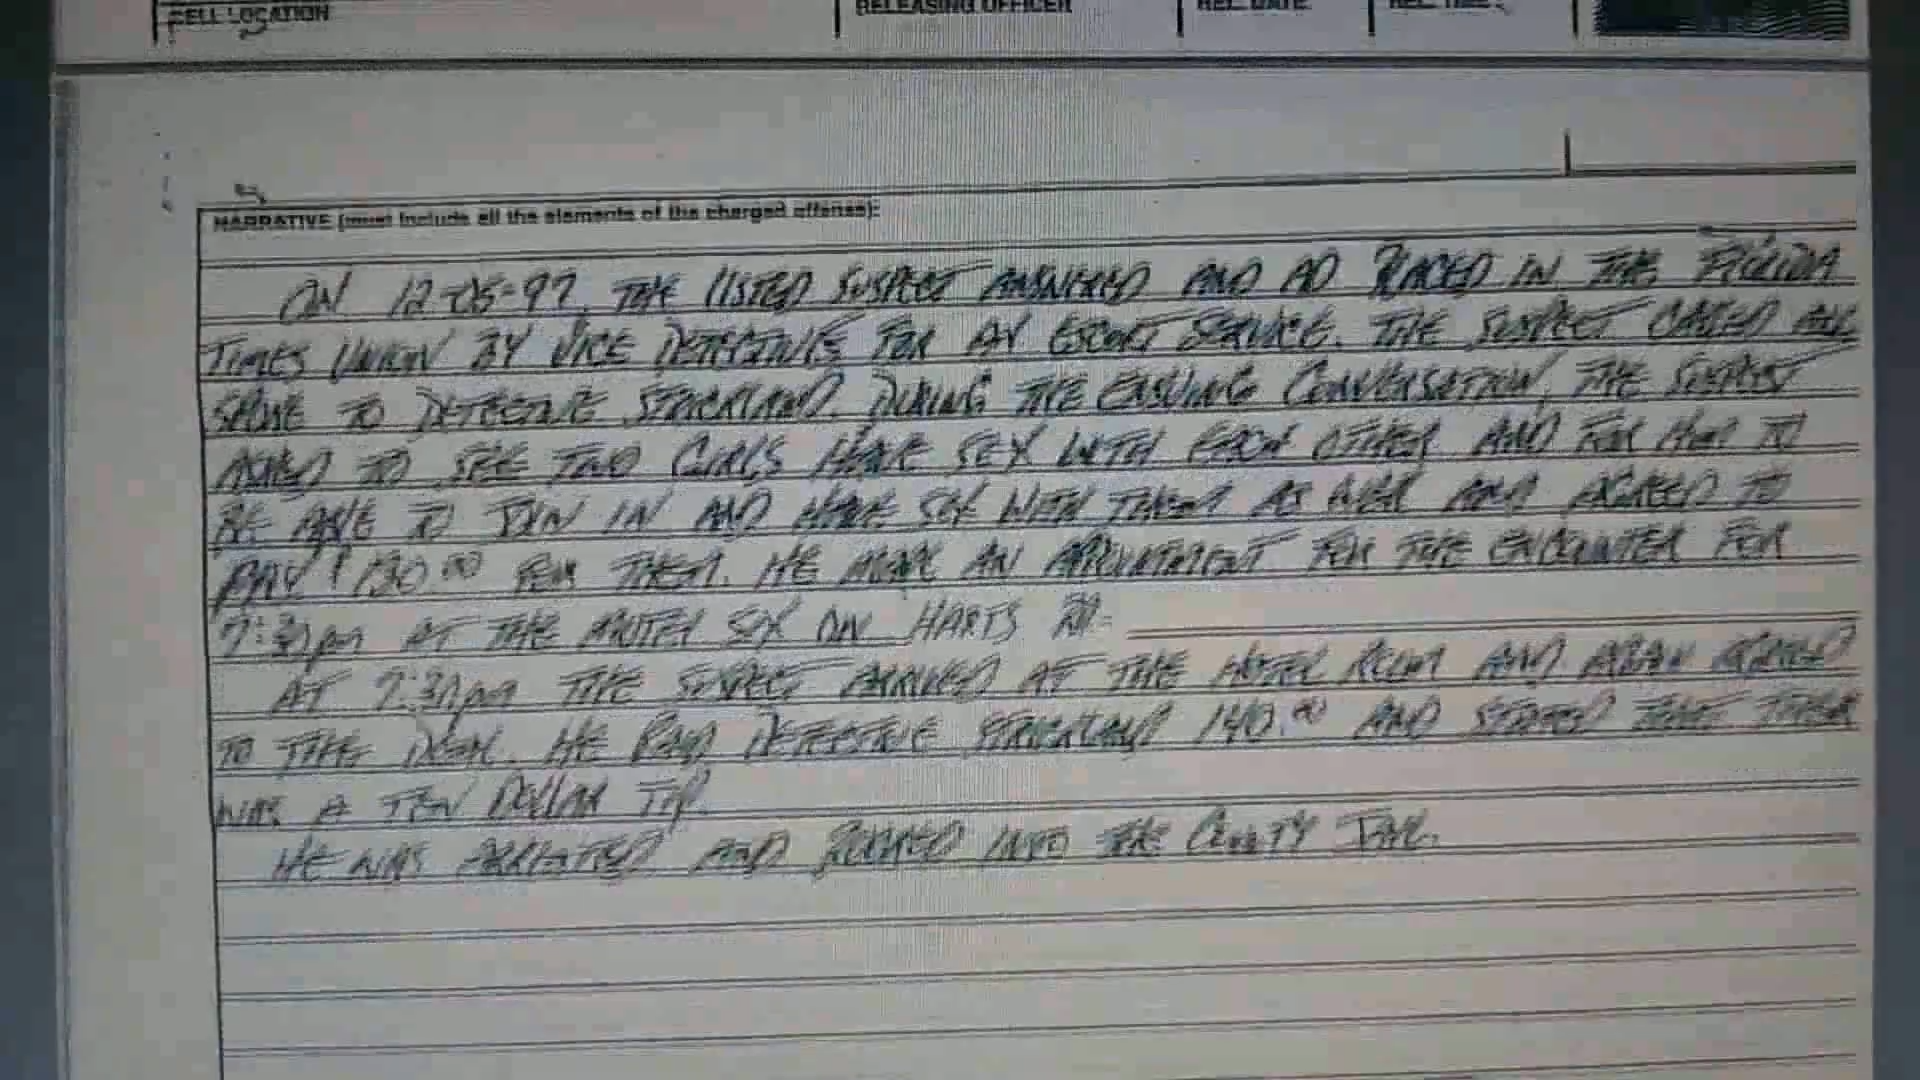 CELL LOCATION
RELEASING OFFICER
REL. DATE
REL. TIME
NARRATIVE (must include all the elements of the charged offense):
ON 12-05-97, THE LISTED SUSPECT ANSWERED AND AD PLACED IN THE FLORIDA
TIMES UNION BY VICE DETECTIVES FOR AN ESCORT SERVICE. THE SUSPECT CALLED AND
SPOKE TO DETECTIVE STRICKLAND. DURING THE ENSUING CONVERSATION, THE SUSPECT
ASKED TO SEE TWO GIRLS HAVE SEX WITH EACH OTHER AND FOR HIM TO
BE ABLE TO JOIN IN AND HAVE SEX WITH THEM AS WELL AND AGREED TO
PAY $130.00 FOR THEM. HE MADE AN APPOINTMENT FOR THE ENCOUNTER FOR
7:30pm AT THE MOTEL SIX ON HARTS RD.
AT 7:30pm THE SUSPECT ARRIVED AT THE HOTEL ROOM AND AGAIN AGREED
TO THE DEAL. HE PAID DETECTIVE STRICKLAND 140.00 AND STATED THAT THERE
WAS A TEN DOLLAR TIP.
HE WAS ARRESTED AND BOOKED INTO THE COUNTY JAIL.